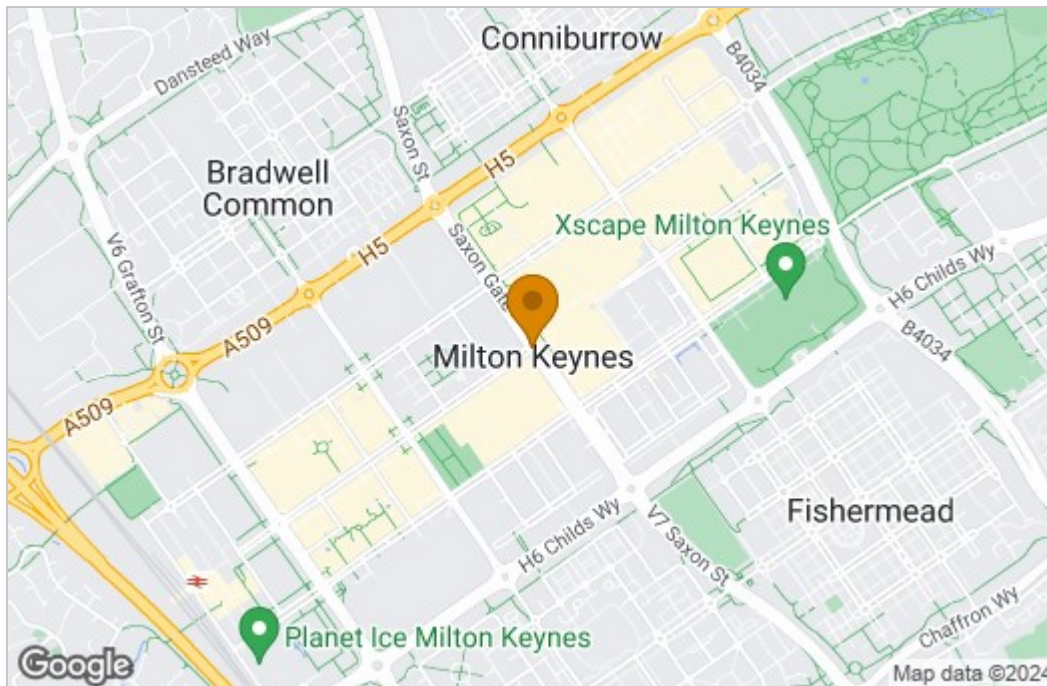 Conniburrow
Dansteed Way
B4034
Saxon St
H5
Bradwell
Common
Xscape Milton Keynes
Saxon Gate
H5
V6 Grafton St
H6 Childs Wy
A509
B4034
Milton Keynes
A509
Fishermead
H6 Childs Wy
V7 Saxon St
Chaffron Wy
Planet Ice Milton Keynes
Google
Map data ©2024